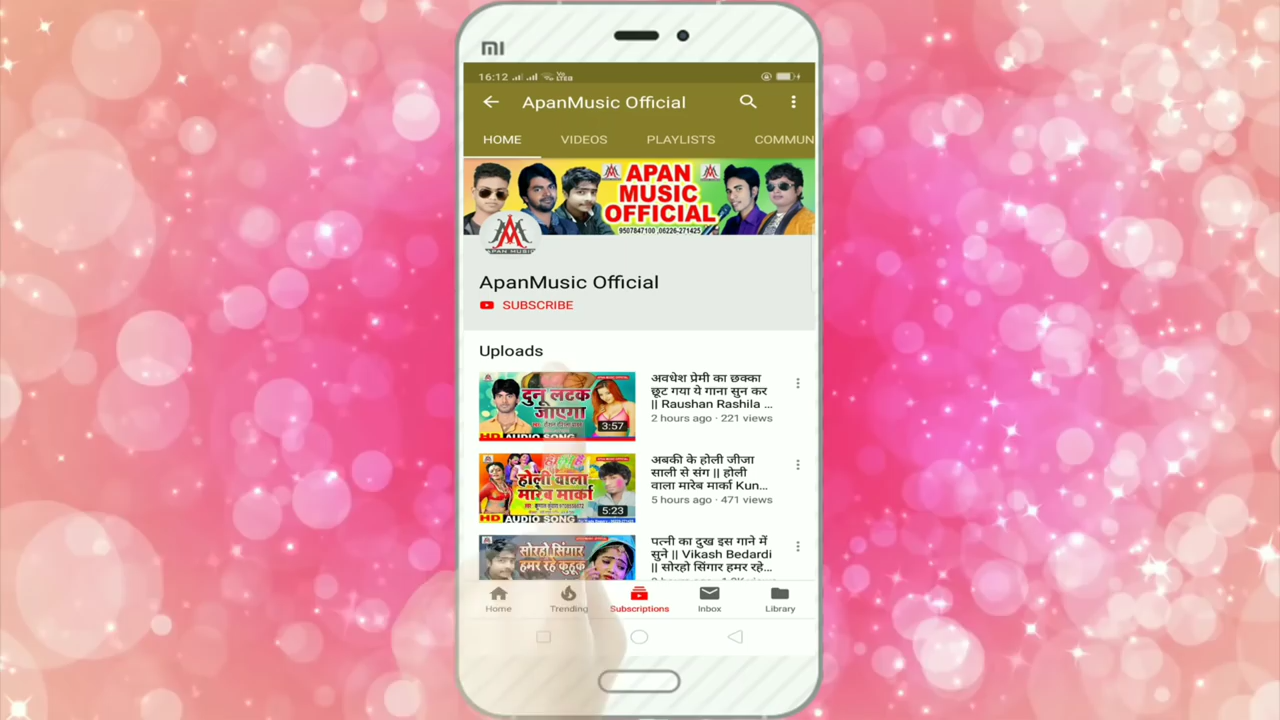 MI
16:12
ApanMusic Official
HOME VIDEOS PLAYLISTS COMMUN
APAN
MUSIC
OFFICIAL
9507847100 ,06226-271425
APAN MUSIC
ApanMusic Official
SUBSCRIBE
Uploads
दुनू लटक
जाएगा
3:57
HD AUDIO SONG
अवधेश प्रेमी का छक्का
छूट गया ये गाना सुन कर
|| Raushan Rashila ...
2 hours ago · 221 views
होली वाला
मारेब मार्का
5:23
HD AUDIO SONG
अबकी के होली जीजा
साली से संग || होली
वाला मारेब मार्का Kun...
5 hours ago · 471 views
सोरहो सिंगार
हमर रहे कुहूक
पत्नी का दुख इस गाने में
सुने || Vikash Bedardi
|| सोरहो सिंगार हमर रहे...
Home Trending Subscriptions Inbox Library